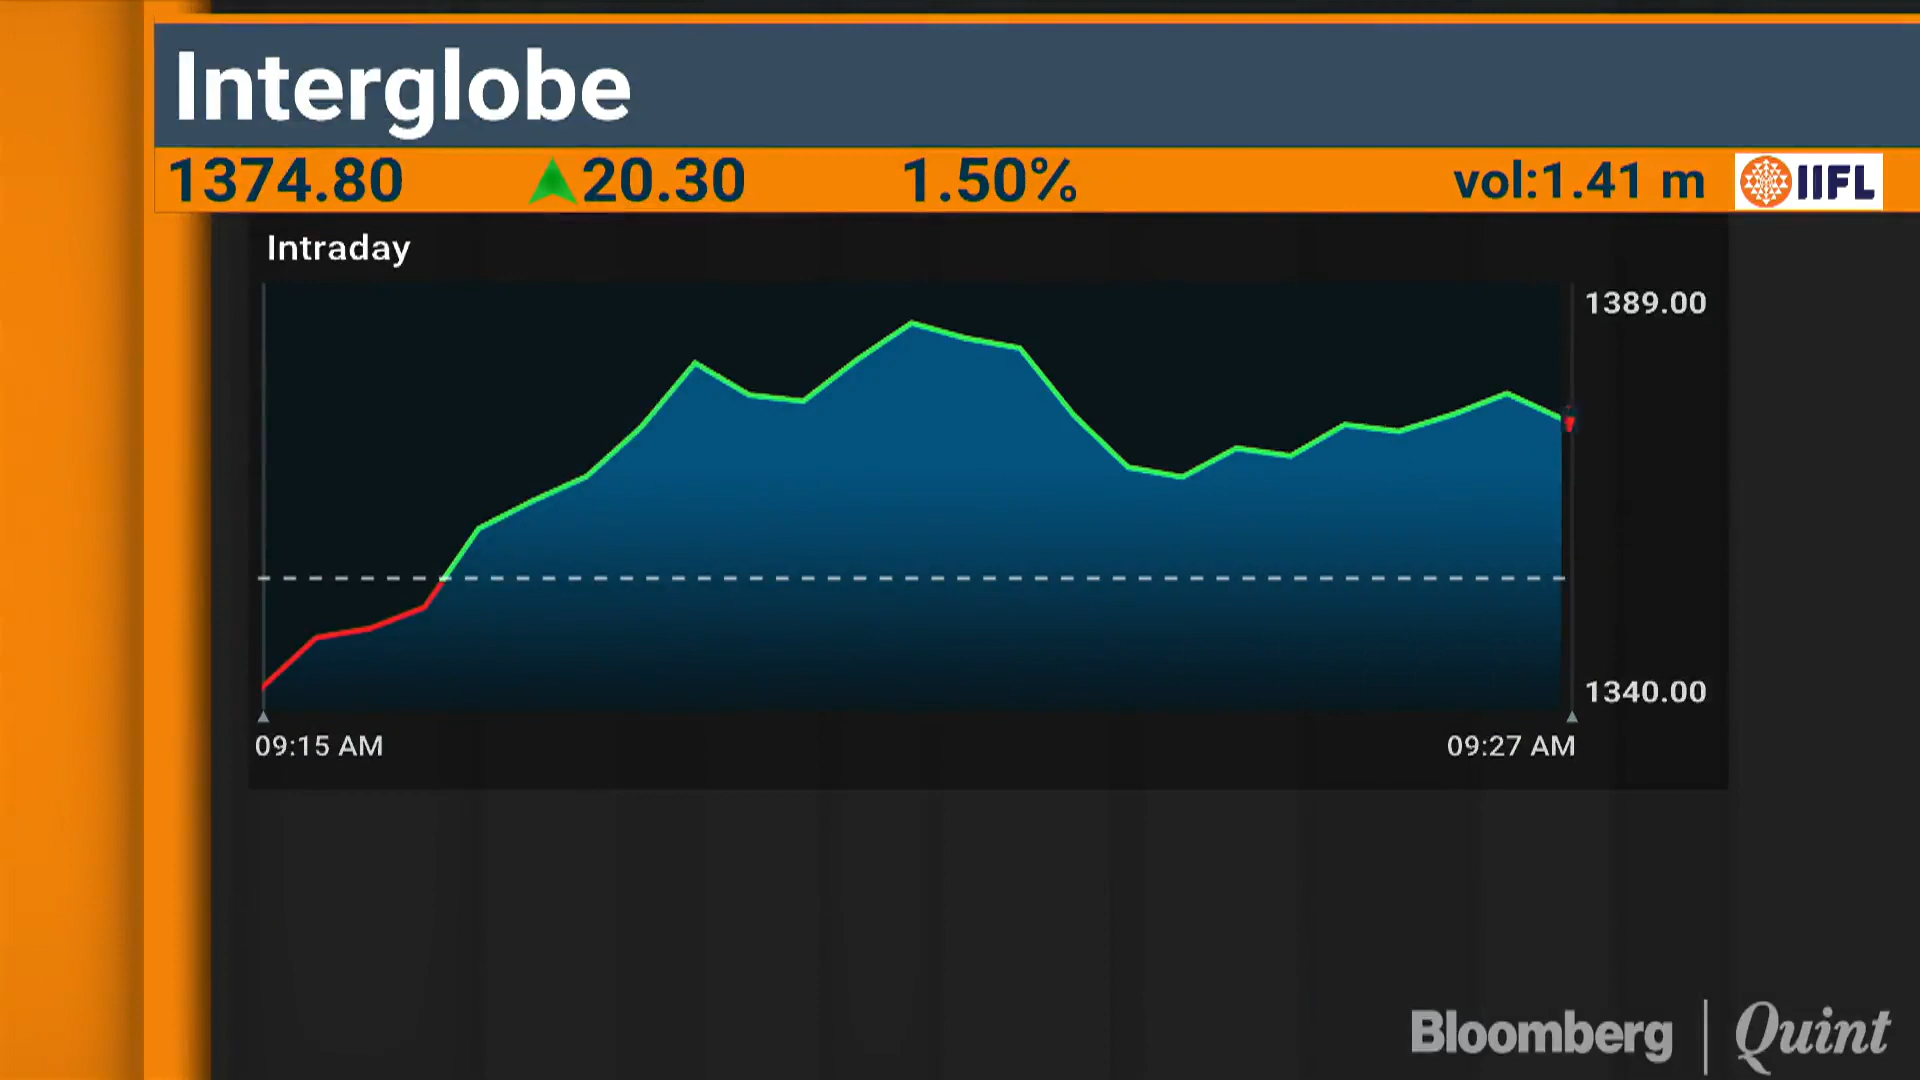 Interglobe
1374.80 20.30 1.50% vol:1.41 m IIFL
Intraday
1389.00
1340.00
09:15 AM 09:27 AM
Bloomberg | Quint